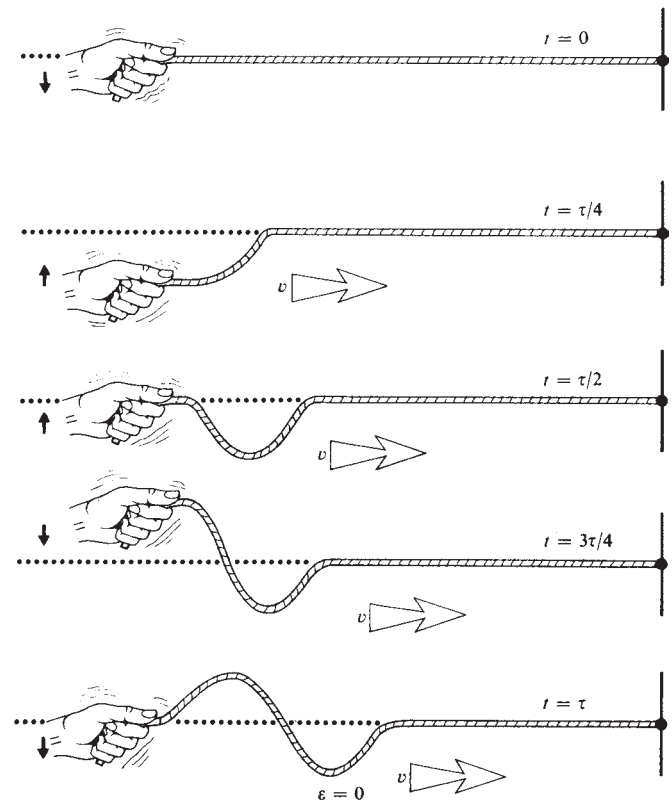 t = 0
t = τ/4
v
t = τ/2
v
t = 3τ/4
v
t = τ
v
ε = 0